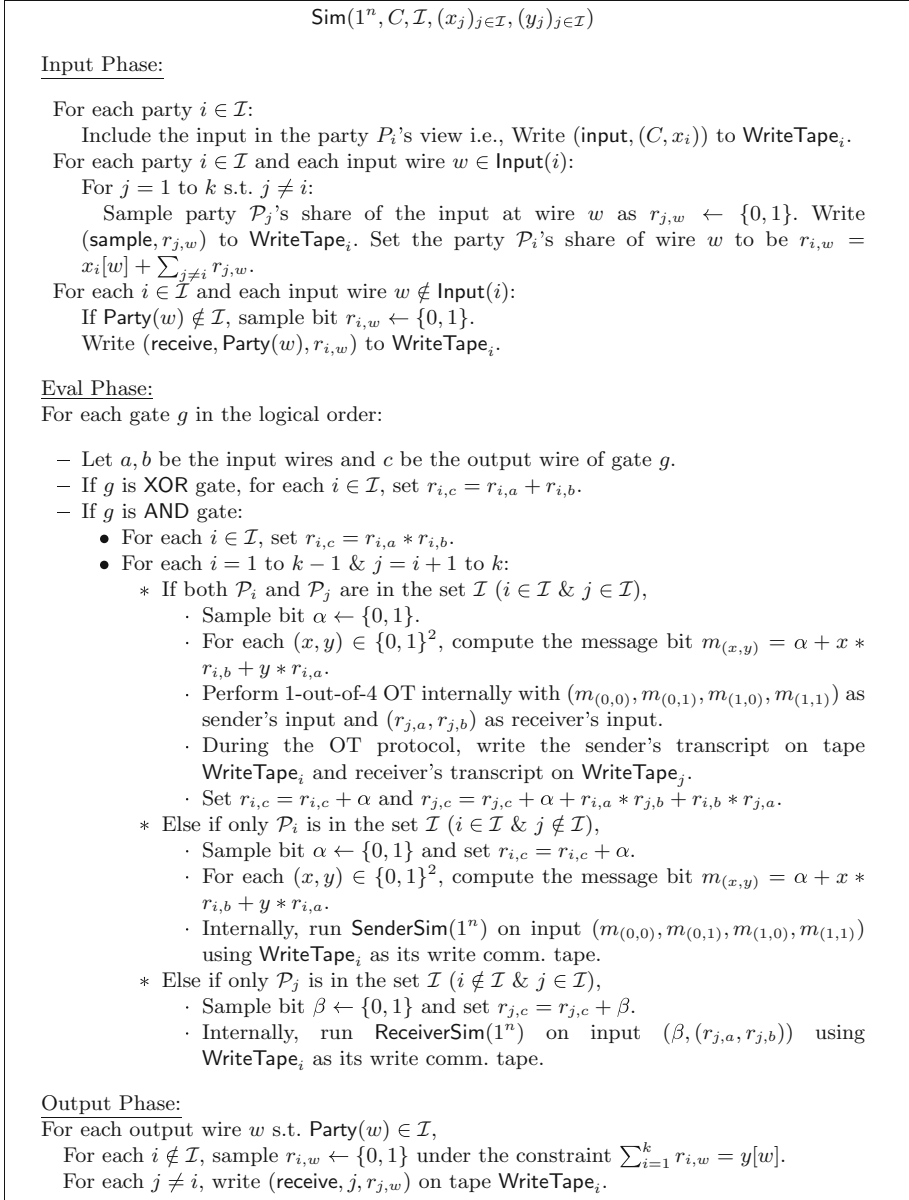 Sim(1^n, C, 𝓘, (x_j)_{j∈𝓘}, (y_j)_{j∈𝓘})
Input Phase:
For each party i ∈ 𝓘:
Include the input in the party P_i's view i.e., Write (input, (C, x_i)) to WriteTape_i.
For each party i ∈ 𝓘 and each input wire w ∈ Input(i):
For j = 1 to k s.t. j ≠ i:
Sample party 𝒫_j's share of the input at wire w as r_{j,w} ← {0, 1}. Write
(sample, r_{j,w}) to WriteTape_i. Set the party 𝒫_i's share of wire w to be r_{i,w} =
x_i[w] + ∑_{j≠i} r_{j,w}.
For each i ∈ 𝓘 and each input wire w ∉ Input(i):
If Party(w) ∉ 𝓘, sample bit r_{i,w} ← {0, 1}.
Write (receive, Party(w), r_{i,w}) to WriteTape_i.
Eval Phase:
For each gate g in the logical order:
– Let a, b be the input wires and c be the output wire of gate g.
– If g is XOR gate, for each i ∈ 𝓘, set r_{i,c} = r_{i,a} + r_{i,b}.
– If g is AND gate:
• For each i ∈ 𝓘, set r_{i,c} = r_{i,a} * r_{i,b}.
• For each i = 1 to k − 1 & j = i + 1 to k:
* If both 𝒫_i and 𝒫_j are in the set 𝓘 (i ∈ 𝓘 & j ∈ 𝓘),
· Sample bit α ← {0, 1}.
· For each (x, y) ∈ {0, 1}^2, compute the message bit m_{(x,y)} = α + x *
r_{i,b} + y * r_{i,a}.
· Perform 1-out-of-4 OT internally with (m_{(0,0)}, m_{(0,1)}, m_{(1,0)}, m_{(1,1)}) as
sender's input and (r_{j,a}, r_{j,b}) as receiver's input.
· During the OT protocol, write the sender's transcript on tape
WriteTape_i and receiver's transcript on WriteTape_j.
· Set r_{i,c} = r_{i,c} + α and r_{j,c} = r_{j,c} + α + r_{i,a} * r_{j,b} + r_{i,b} * r_{j,a}.
* Else if only 𝒫_i is in the set 𝓘 (i ∈ 𝓘 & j ∉ 𝓘),
· Sample bit α ← {0, 1} and set r_{i,c} = r_{i,c} + α.
· For each (x, y) ∈ {0, 1}^2, compute the message bit m_{(x,y)} = α + x *
r_{i,b} + y * r_{i,a}.
· Internally, run SenderSim(1^n) on input (m_{(0,0)}, m_{(0,1)}, m_{(1,0)}, m_{(1,1)})
using WriteTape_i as its write comm. tape.
* Else if only 𝒫_j is in the set 𝓘 (i ∉ 𝓘 & j ∈ 𝓘),
· Sample bit β ← {0, 1} and set r_{j,c} = r_{j,c} + β.
· Internally, run ReceiverSim(1^n) on input (β, (r_{j,a}, r_{j,b})) using
WriteTape_i as its write comm. tape.
Output Phase:
For each output wire w s.t. Party(w) ∈ 𝓘,
For each i ∉ 𝓘, sample r_{i,w} ← {0, 1} under the constraint ∑_{i=1}^k r_{i,w} = y[w].
For each j ≠ i, write (receive, j, r_{j,w}) on tape WriteTape_i.